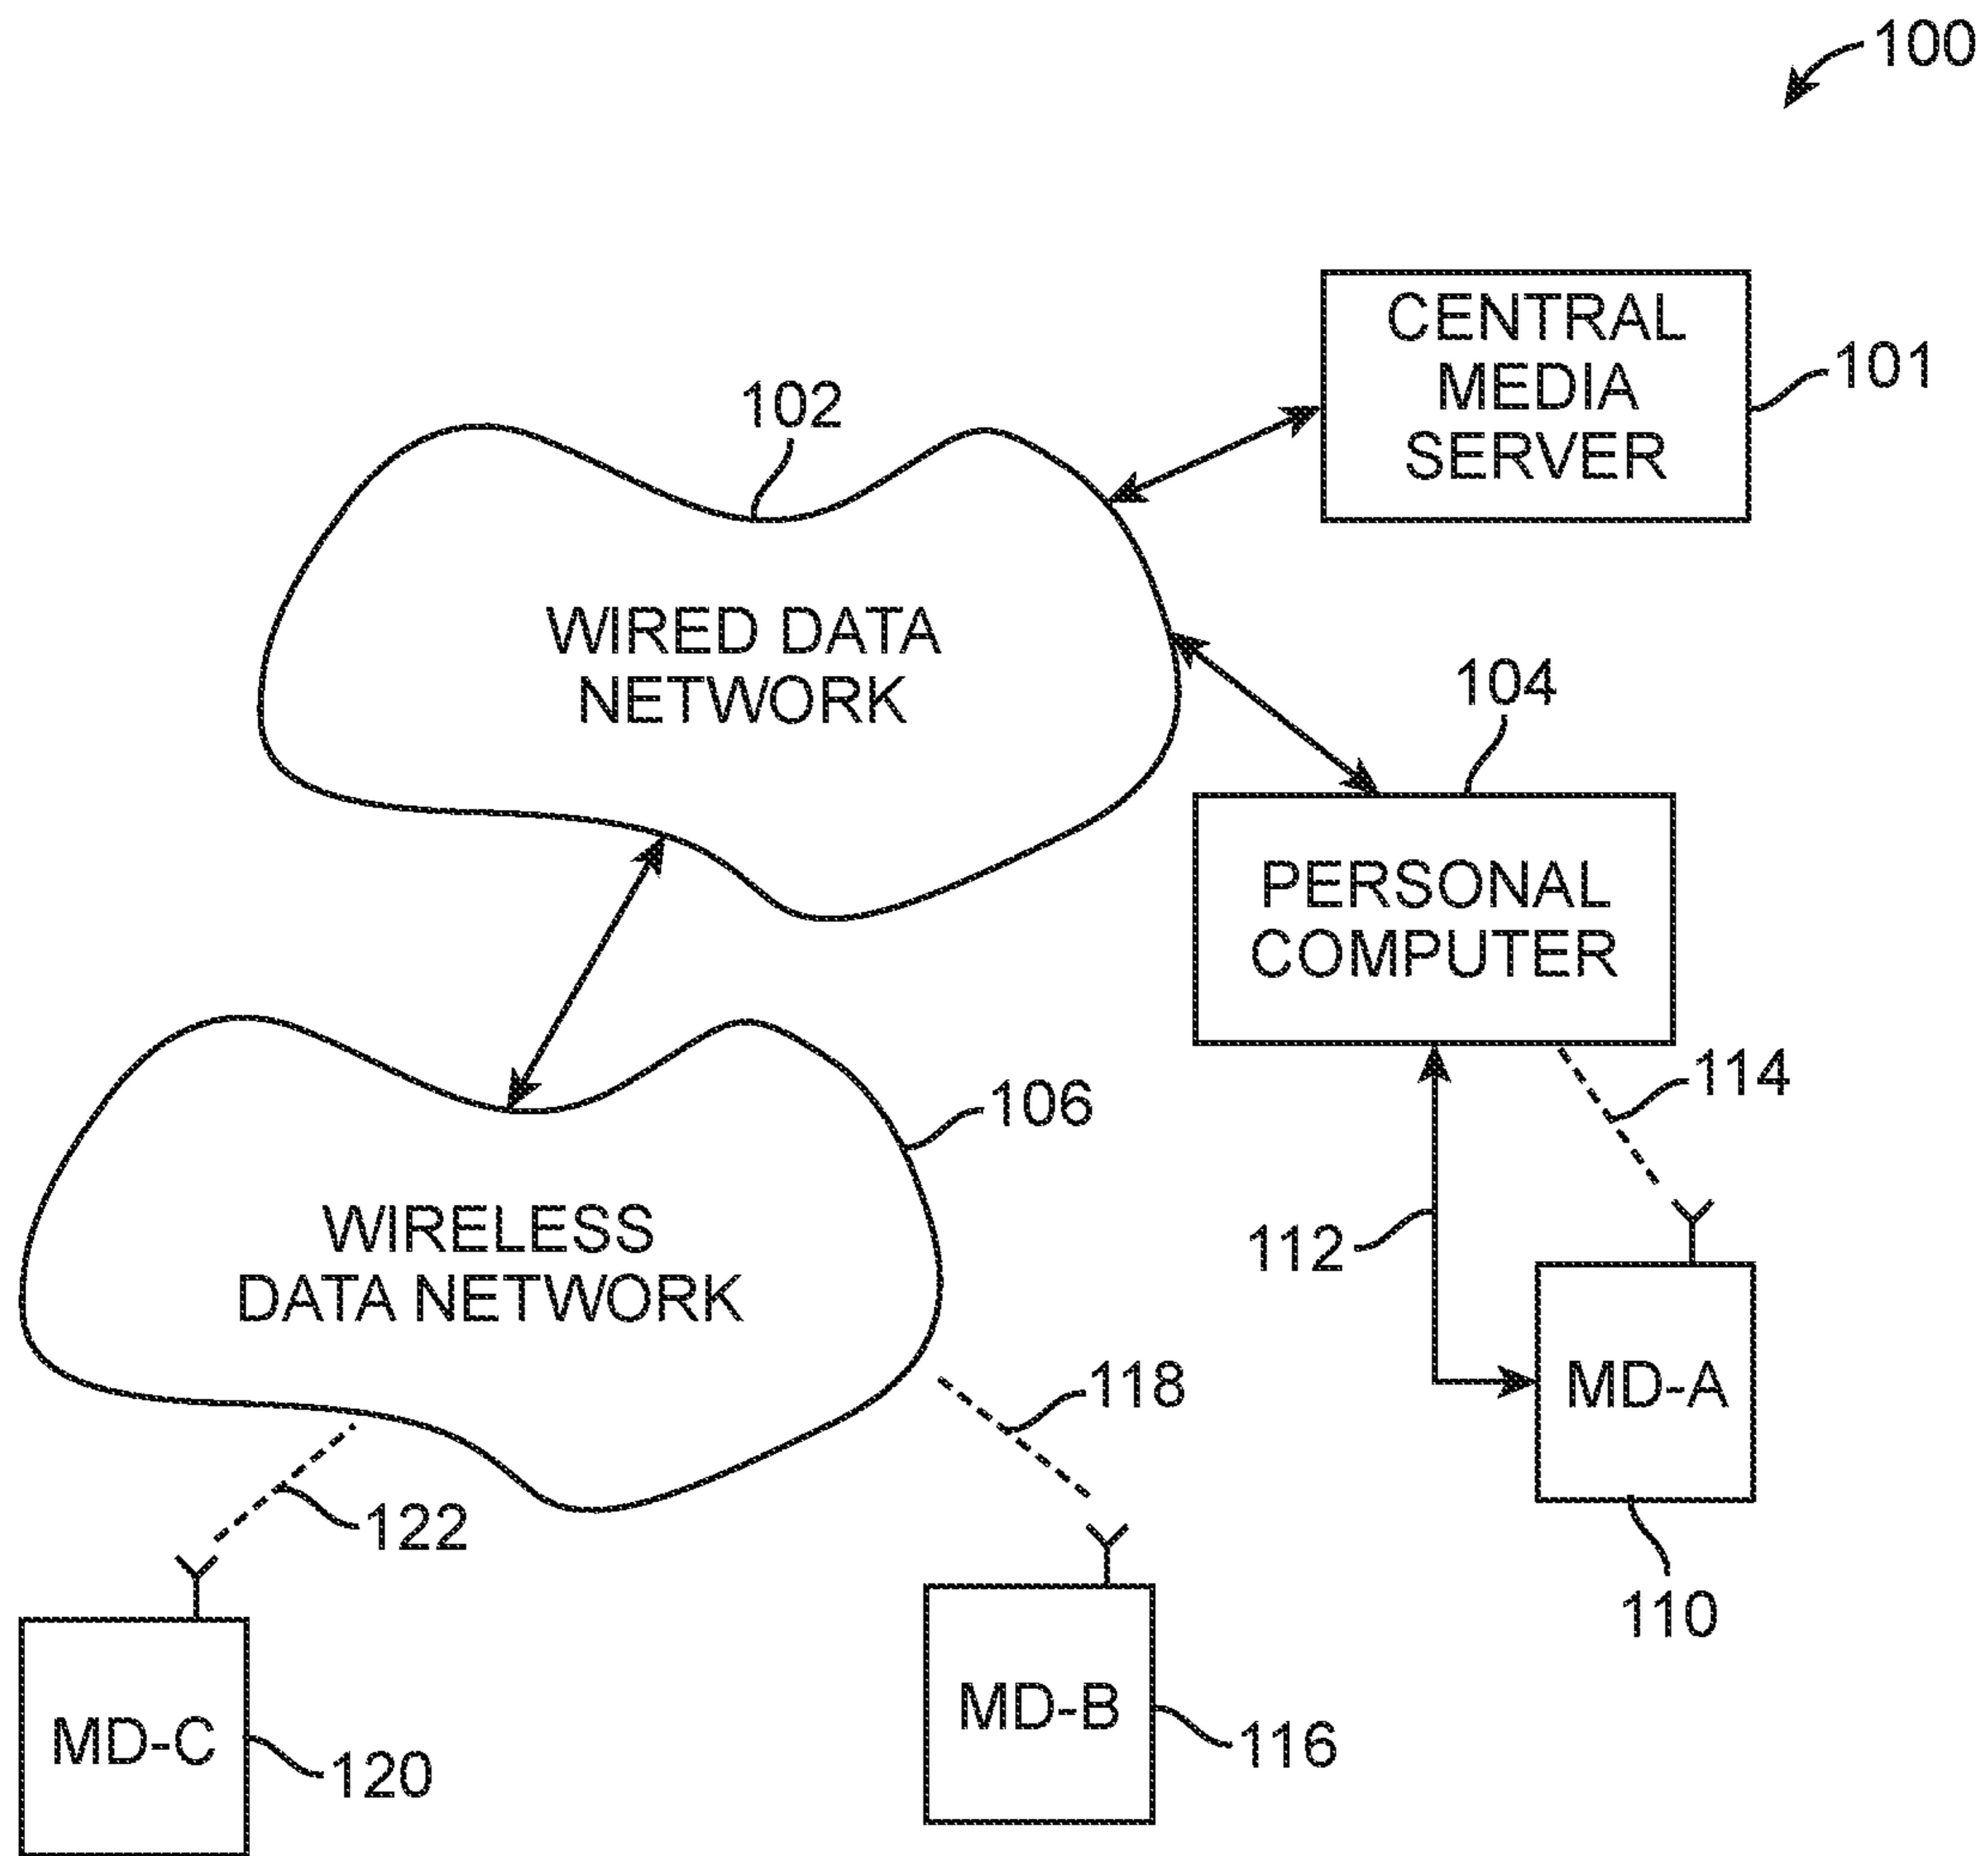 100
CENTRAL
MEDIA
SERVER
101
102
WIRED DATA
NETWORK
104
PERSONAL
COMPUTER
106
114
WIRELESS
DATA NETWORK
112
118
MD-A
122
110
MD-B
116
MD-C
120